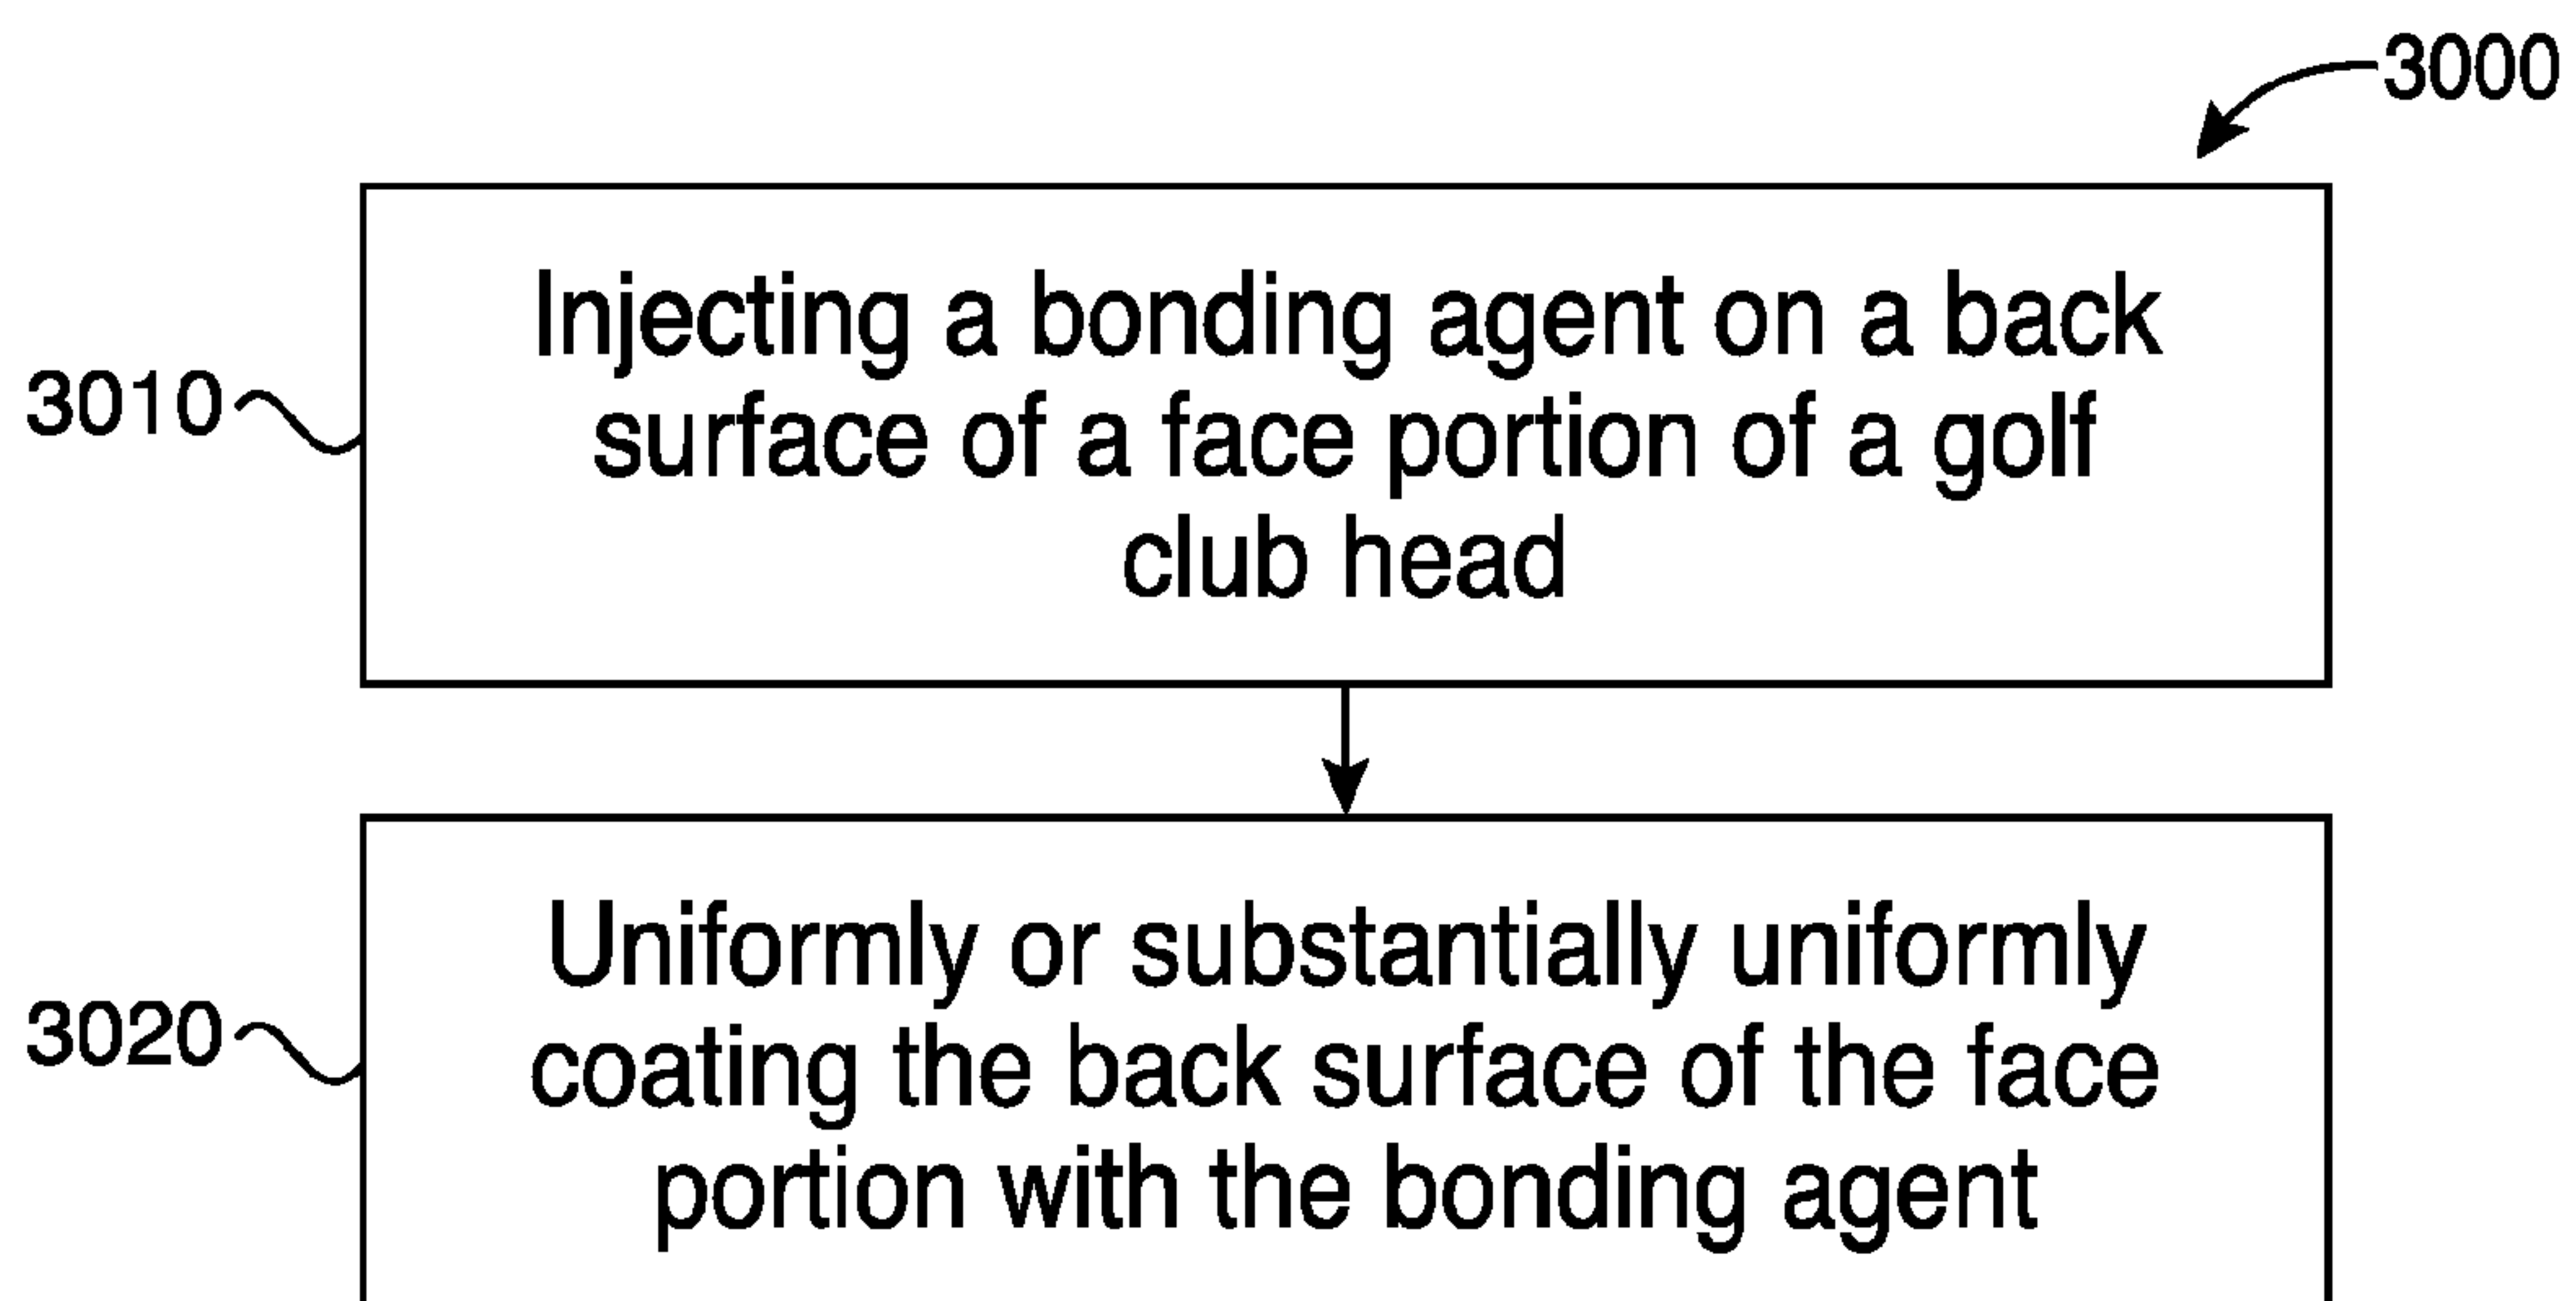 3000
Injecting a bonding agent on a back
surface of a face portion of a golf
club head
3010
Uniformly or substantially uniformly
coating the back surface of the face
portion with the bonding agent
3020